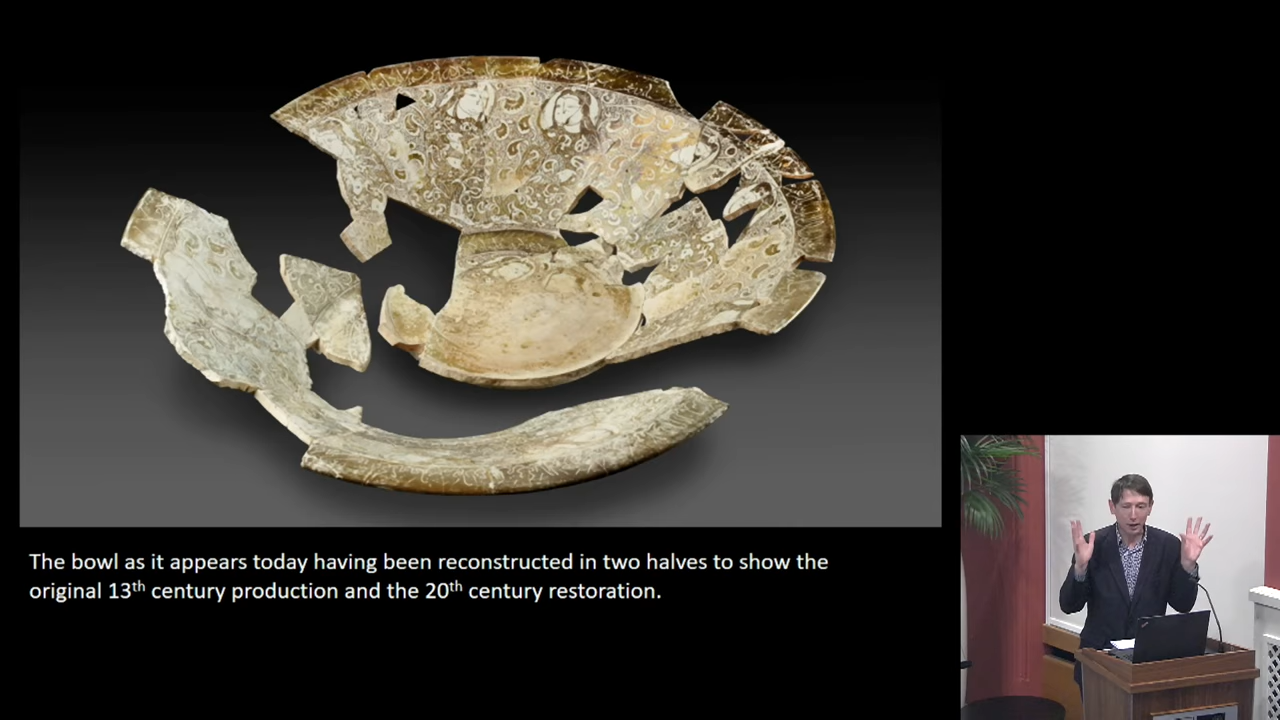 The bowl as it appears today having been reconstructed in two halves to show the
original 13th century production and the 20th century restoration.